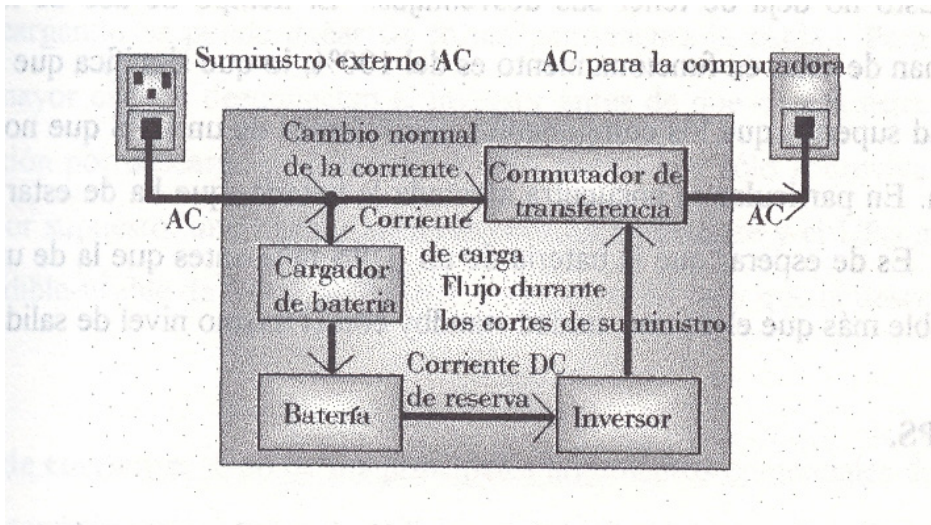 Suministro externo AC
AC para la computadora
Cambio normal
de la corriente
Conmutador de
transferencia
AC
Corriente
de carga
AC
Cargador
de bateria
Flujo durante
los cortes de suministro
Corriente DC
de reserva
Batería
Inversor